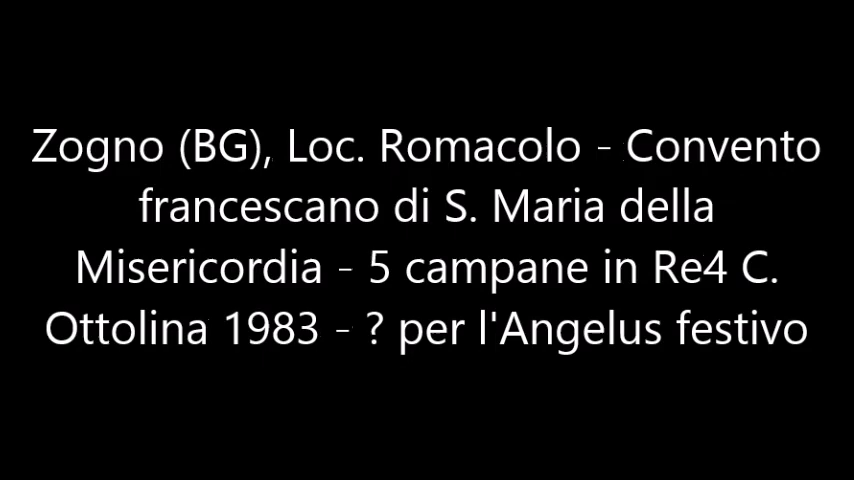 Zogno (BG), Loc. Romacolo - Convento
francescano di S. Maria della
Misericordia - 5 campane in Re4 C.
Ottolina 1983 - ? per l'Angelus festivo